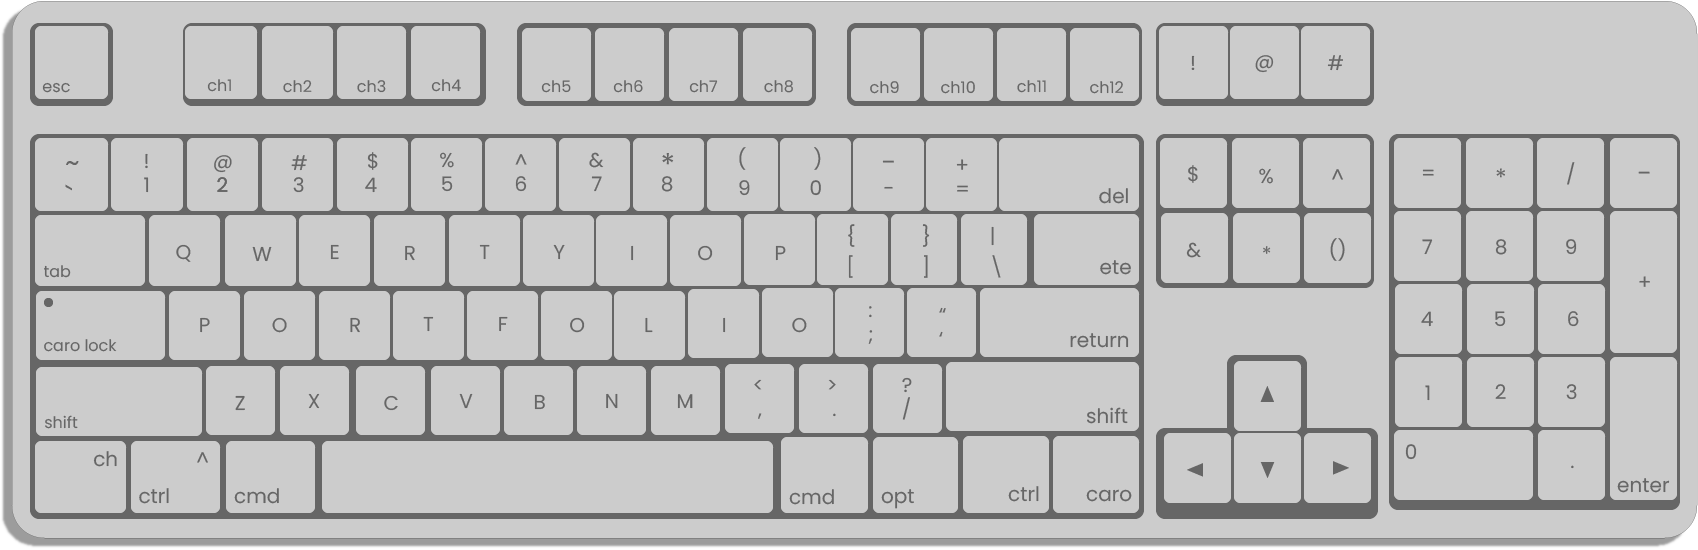 esc ch1 ch2 ch3 ch4 ch5 ch6 ch7 ch8 ch9 ch10 ch11 ch12 ! @ #
~ ! @ # $ % ^ & * ( ) – +
` 1 2 3 4 5 6 7 8 9 0 - = del
$ % ^
= * / –
tab Q W E R T Y I O P { } | ete
[ ] \
& * ()
7 8 9 +
caro lock P O R T F O L I O : “ return
; ‘
4 5 6
shift Z X C V B N M < > ? shift
, . /
▲
1 2 3 enter
ch ^
ctrl cmd cmd opt ctrl caro
◀ ▼ ▶
0 .